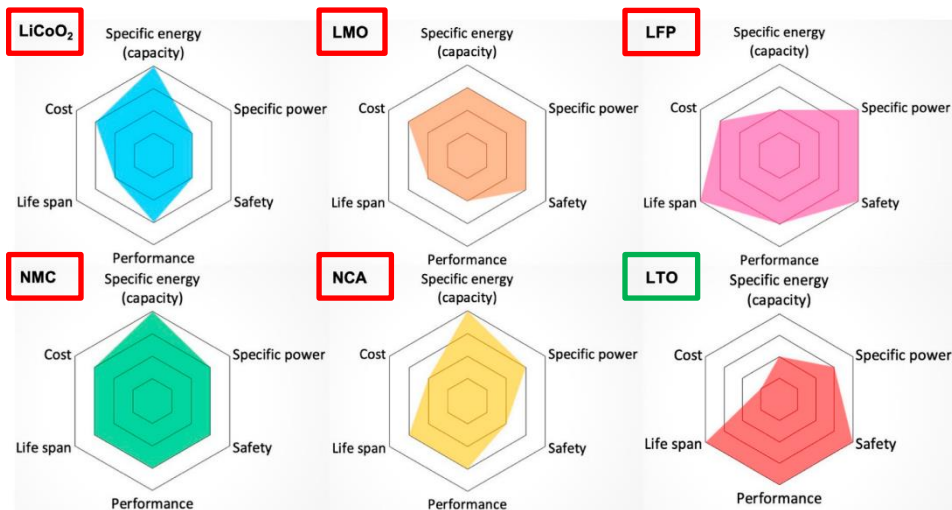 LiCoO₂
Specific energy
(capacity)
Cost
Specific power
Life span
Safety
Performance
LMO
Specific energy
(capacity)
Cost
Specific power
Life span
Safety
Performance
LFP
Specific energy
(capacity)
Cost
Specific power
Life span
Safety
Performance
NMC
Specific energy
(capacity)
Cost
Specific power
Life span
Safety
Performance
NCA
Specific energy
(capacity)
Cost
Specific power
Life span
Safety
Performance
LTO
Specific energy
(capacity)
Cost
Specific power
Life span
Safety
Performance